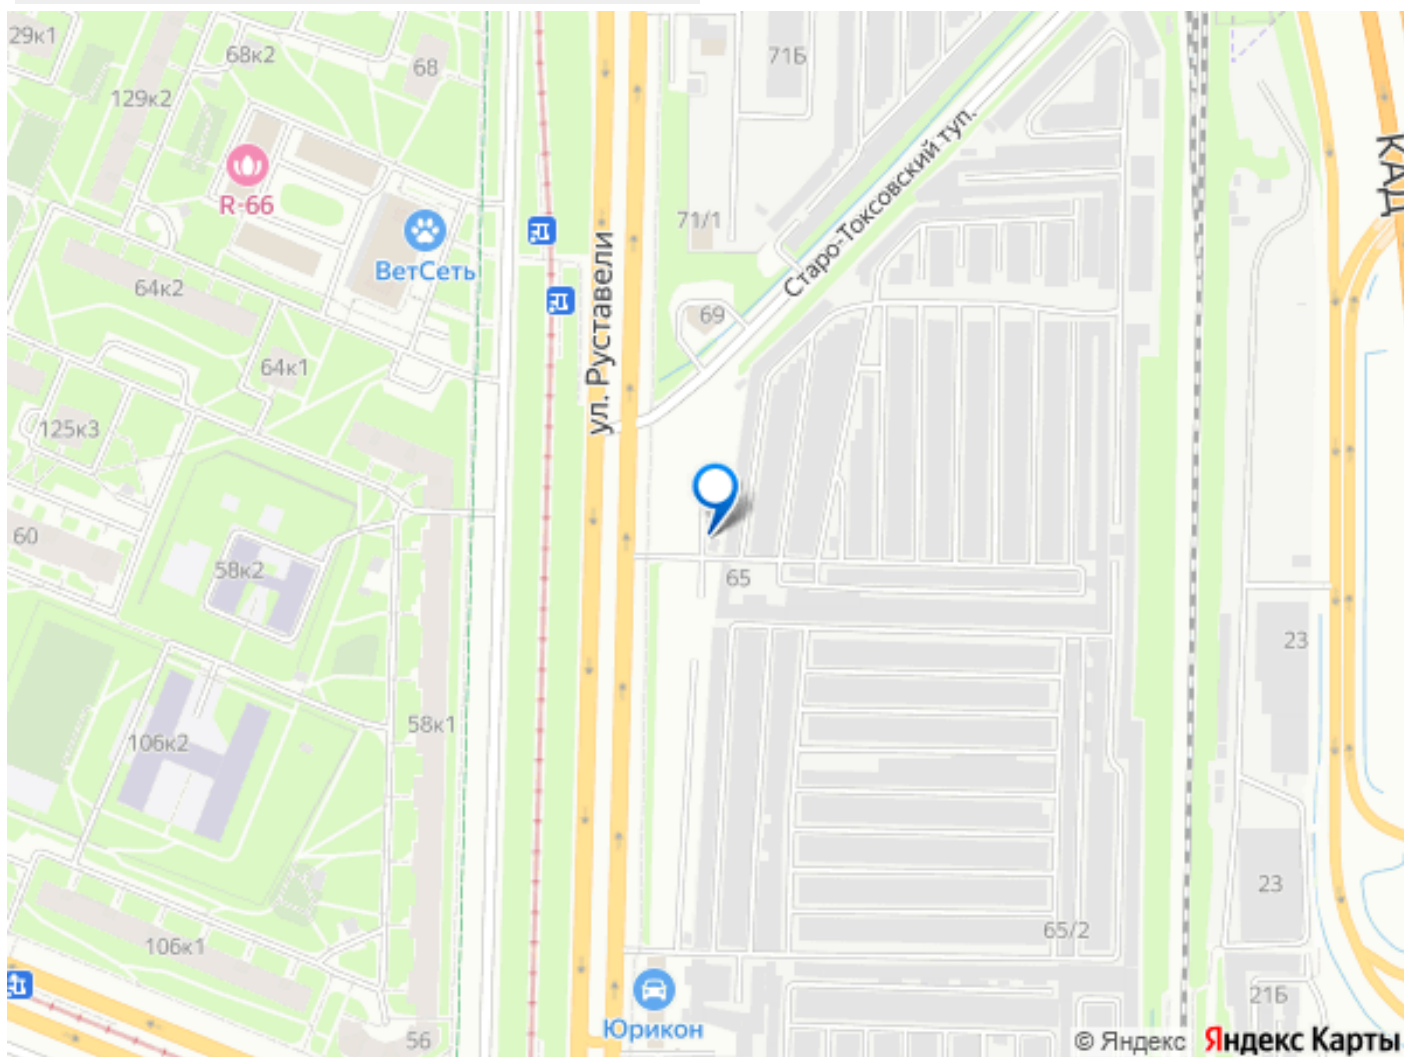 29к1
68к2
68
71Б
129к2
КАД
Старо-Токсовский туп.
R-66
71/1
ВетСеть
64к2
ул. Руставели
69
64к1
125к3
60
58к2
65
23
58к1
106к2
23
65/2
106к1
21Б
56
Юрикон
© Яндекс Яндекс Карты